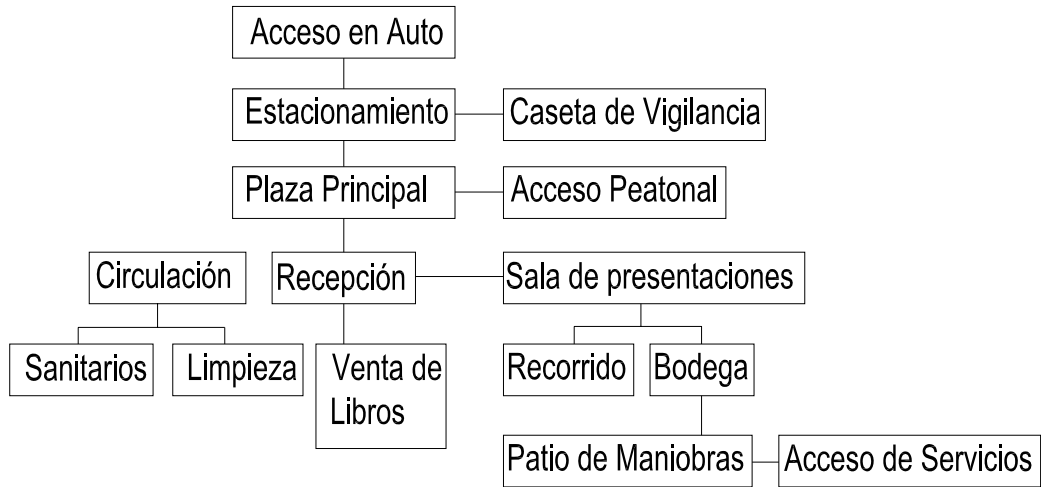 Acceso en Auto
Estacionamiento
Caseta de Vigilancia
Plaza Principal
Acceso Peatonal
Circulación
Recepción
Sala de presentaciones
Sanitarios
Limpieza
Venta de
Libros
Recorrido
Bodega
Patio de Maniobras
Acceso de Servicios